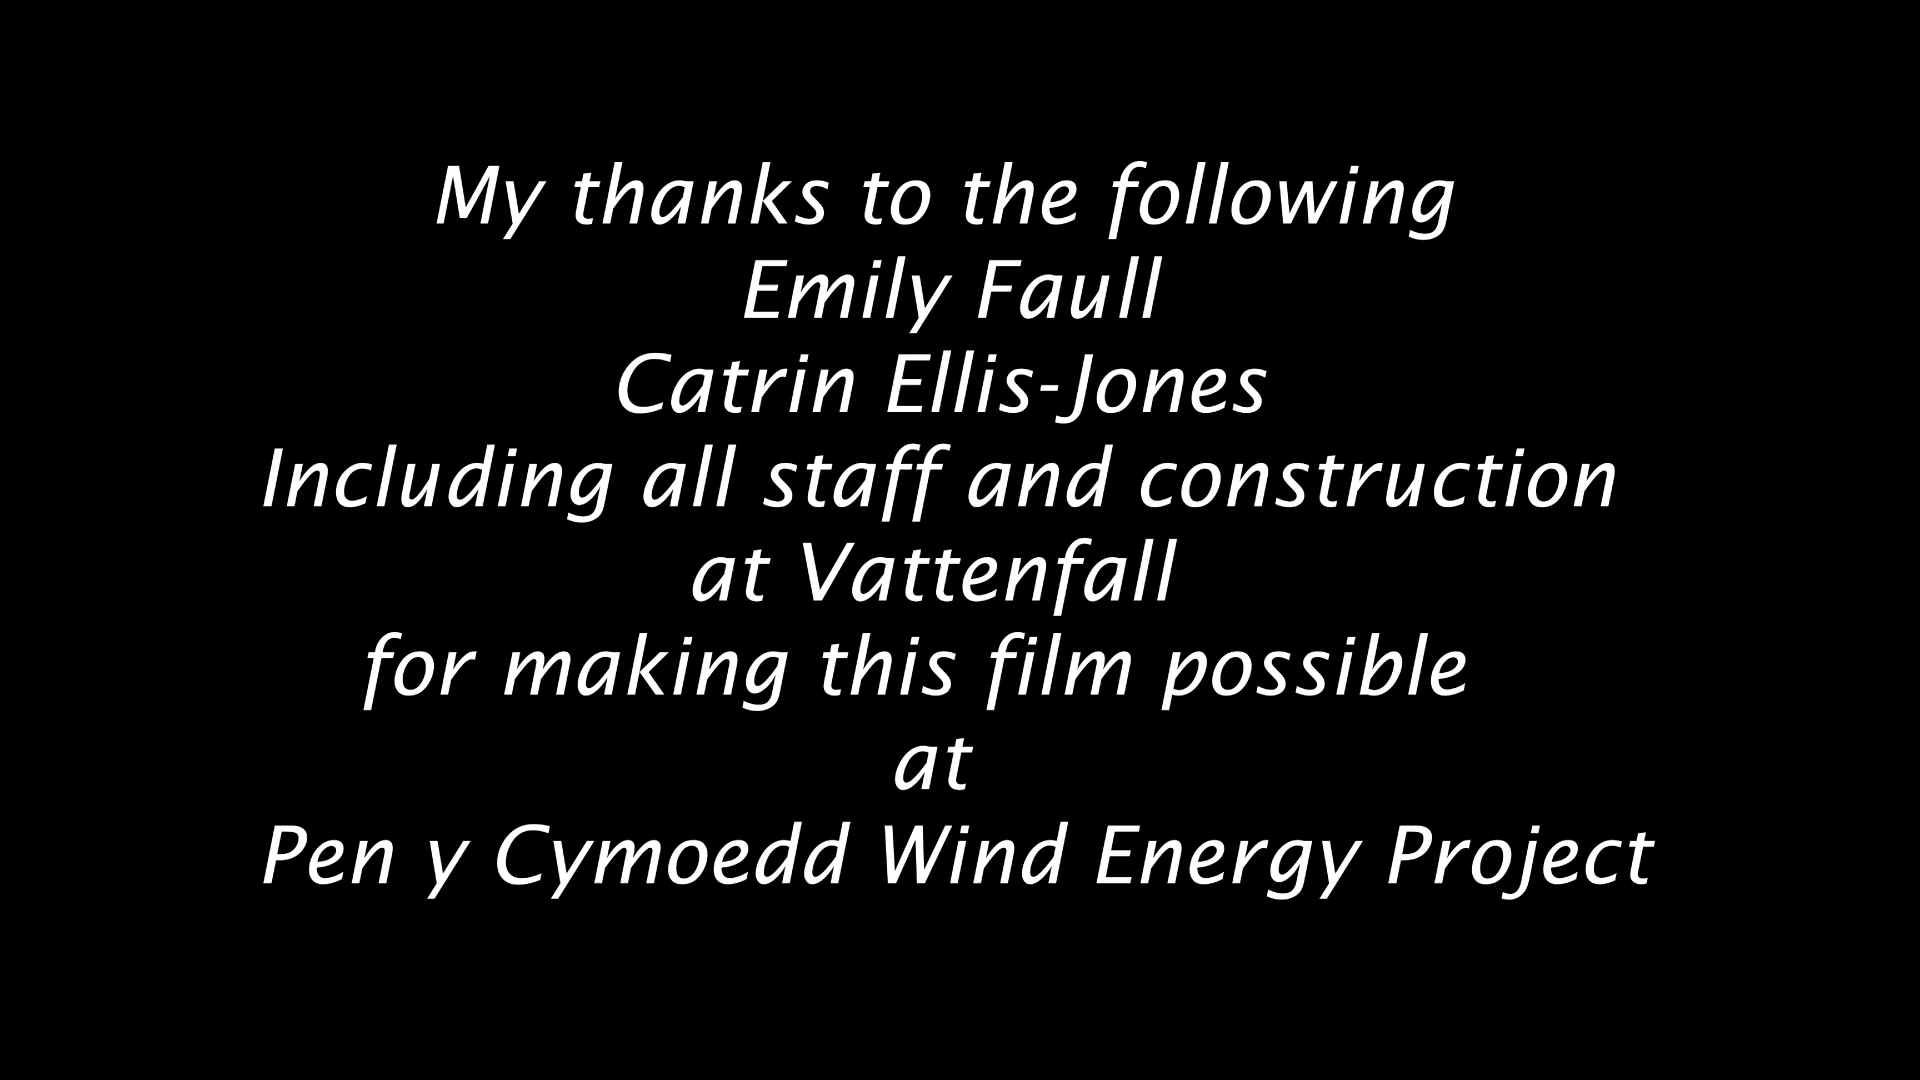 My thanks to the following
Emily Faull
Catrin Ellis-Jones
Including all staff and construction
at Vattenfall
for making this film possible
at
Pen y Cymoedd Wind Energy Project